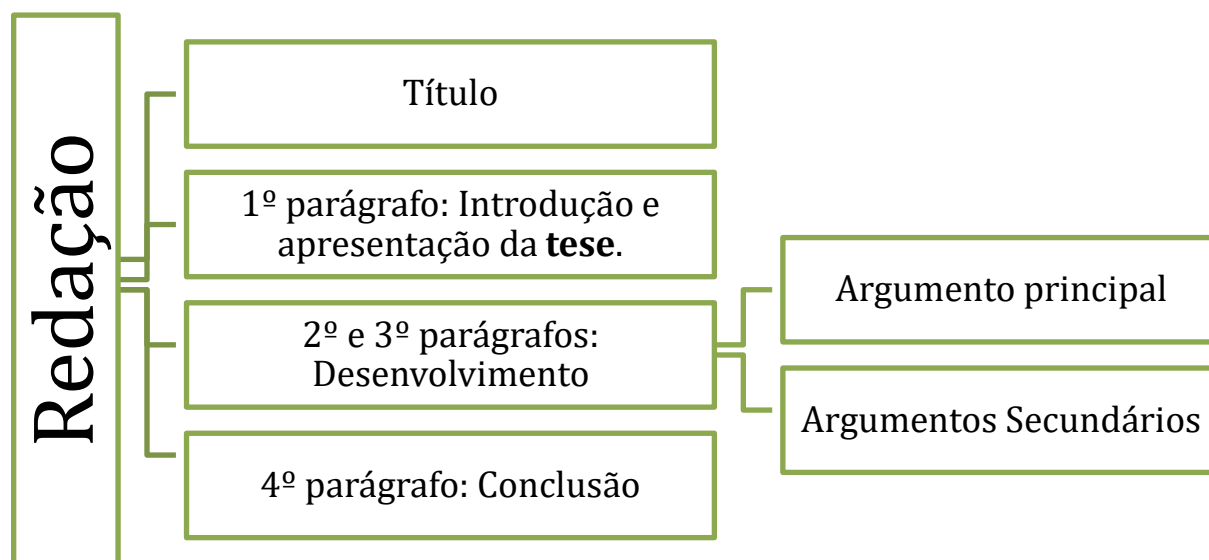 Redação
Título
1º parágrafo: Introdução e
apresentação da tese.
2º e 3º parágrafos:
Desenvolvimento
Argumento principal
Argumentos Secundários
4º parágrafo: Conclusão